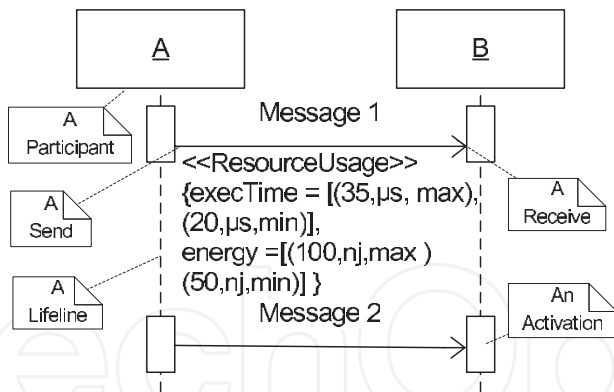 A
B
A
Participant
Message 1
<<ResourceUsage>>
{execTime = [(35,µs, max),
(20,µs,min)],
energy =[(100,nj,max )
(50,nj,min)] }
A
Send
A
Receive
A
Lifeline
Message 2
An
Activation